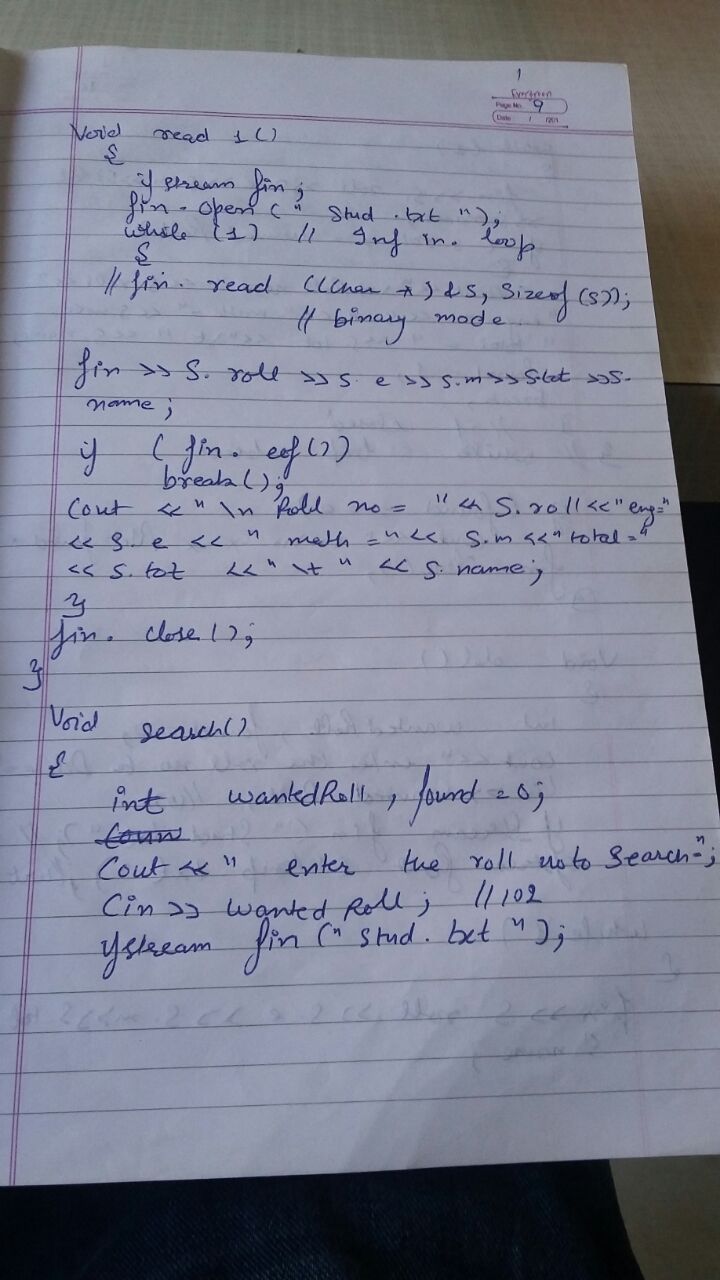 1
Evergreen
Page No. 9
Date: / /201
Void read 1()
{
ifstream fin;
fin.open (" Stud .txt ");
while (1) // Inf in. loop
{
// fin. read (((char *) & S, Sizeof (S));
// binary mode
fin >> S. roll >> S. e >> S.m >> S.tot >> S.
name;
if ( fin. eof())
break();
Cout << " \n Roll no = " << S. roll << " eng="
<< S. e << " math = " << S.m << " total = "
<< S. tot << " \t " << S. name;
}
fin. close ();
}
Void search()
{
int wantedRoll, found = 0;
Coun
Cout << " enter the roll no to Search=";
Cin >> Wanted Roll; // 102
ifstream fin (" Stud. txt ");